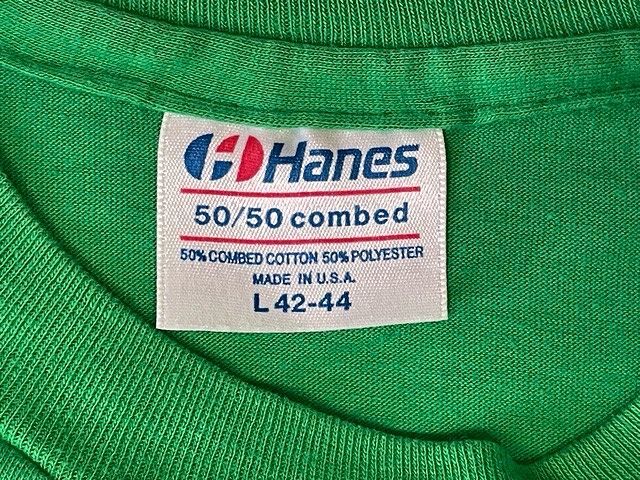 Hanes
50/50 combed
50% COMBED COTTON 50% POLYESTER
MADE IN U.S.A.
L 42-44